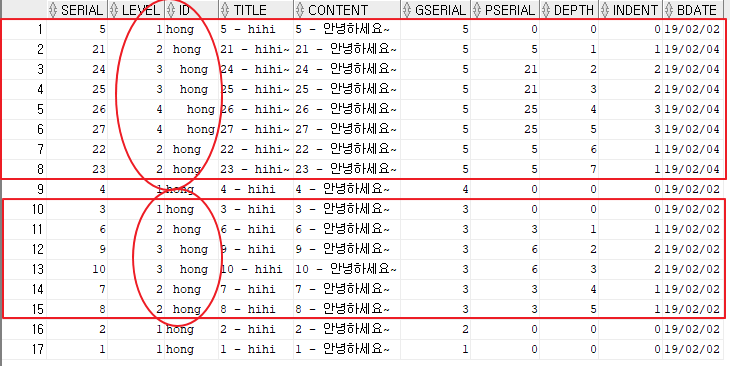 SERIAL LEVEL ID TITLE CONTENT GSERIAL PSERIAL DEPTH INDENT BDATE
1 5 1 hong 5 - hihi 5 - 안녕하세요~ 5 0 0 0 19/02/02
2 21 2 hong 21 - hihi~ 21 - 안녕하세요~ 5 5 1 1 19/02/04
3 24 3 hong 24 - hihi~ 24 - 안녕하세요~ 5 21 2 2 19/02/04
4 25 3 hong 25 - hihi~ 25 - 안녕하세요~ 5 21 3 2 19/02/04
5 26 4 hong 26 - hihi~ 26 - 안녕하세요~ 5 25 4 3 19/02/04
6 27 4 hong 27 - hihi~ 27 - 안녕하세요~ 5 25 5 3 19/02/04
7 22 2 hong 22 - hihi~ 22 - 안녕하세요~ 5 5 6 1 19/02/04
8 23 2 hong 23 - hihi~ 23 - 안녕하세요~ 5 5 7 1 19/02/04
9 4 1 hong 4 - hihi 4 - 안녕하세요~ 4 0 0 0 19/02/02
10 3 1 hong 3 - hihi 3 - 안녕하세요~ 3 0 0 0 19/02/02
11 6 2 hong 6 - hihi 6 - 안녕하세요~ 3 3 1 1 19/02/02
12 9 3 hong 9 - hihi 9 - 안녕하세요~ 3 6 2 2 19/02/02
13 10 3 hong 10 - hihi 10 - 안녕하세요~ 3 6 3 2 19/02/02
14 7 2 hong 7 - hihi 7 - 안녕하세요~ 3 3 4 1 19/02/02
15 8 2 hong 8 - hihi 8 - 안녕하세요~ 3 3 5 1 19/02/02
16 2 1 hong 2 - hihi 2 - 안녕하세요~ 2 0 0 0 19/02/02
17 1 1 hong 1 - hihi 1 - 안녕하세요~ 1 0 0 0 19/02/02